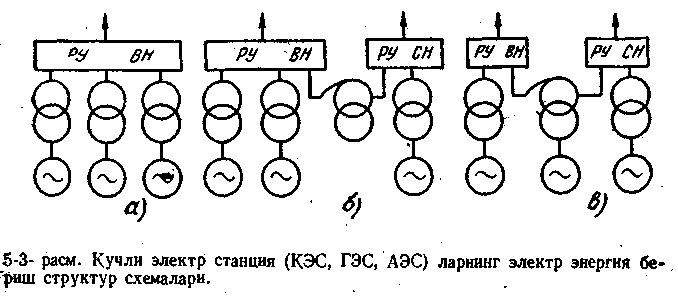 РУ ВН РУ ВН РУ СН РУ ВН РУ СН
а) б) в)
5-3- расм. Кучли электр станция (КЭС, ГЭС, АЭС) ларнинг электр энергия бе-
риш структур схемалари.